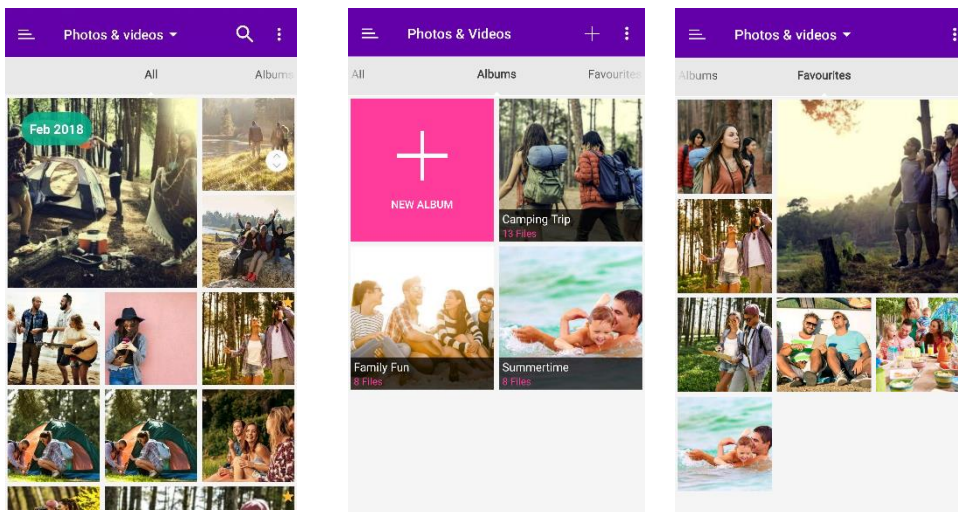 Photos & videos
All
Albums
Feb 2018
Photos & Videos
All
Albums
Favourites
NEW ALBUM
Camping Trip
13 Files
Family Fun
8 Files
Summertime
8 Files
Photos & videos
Albums
Favourites